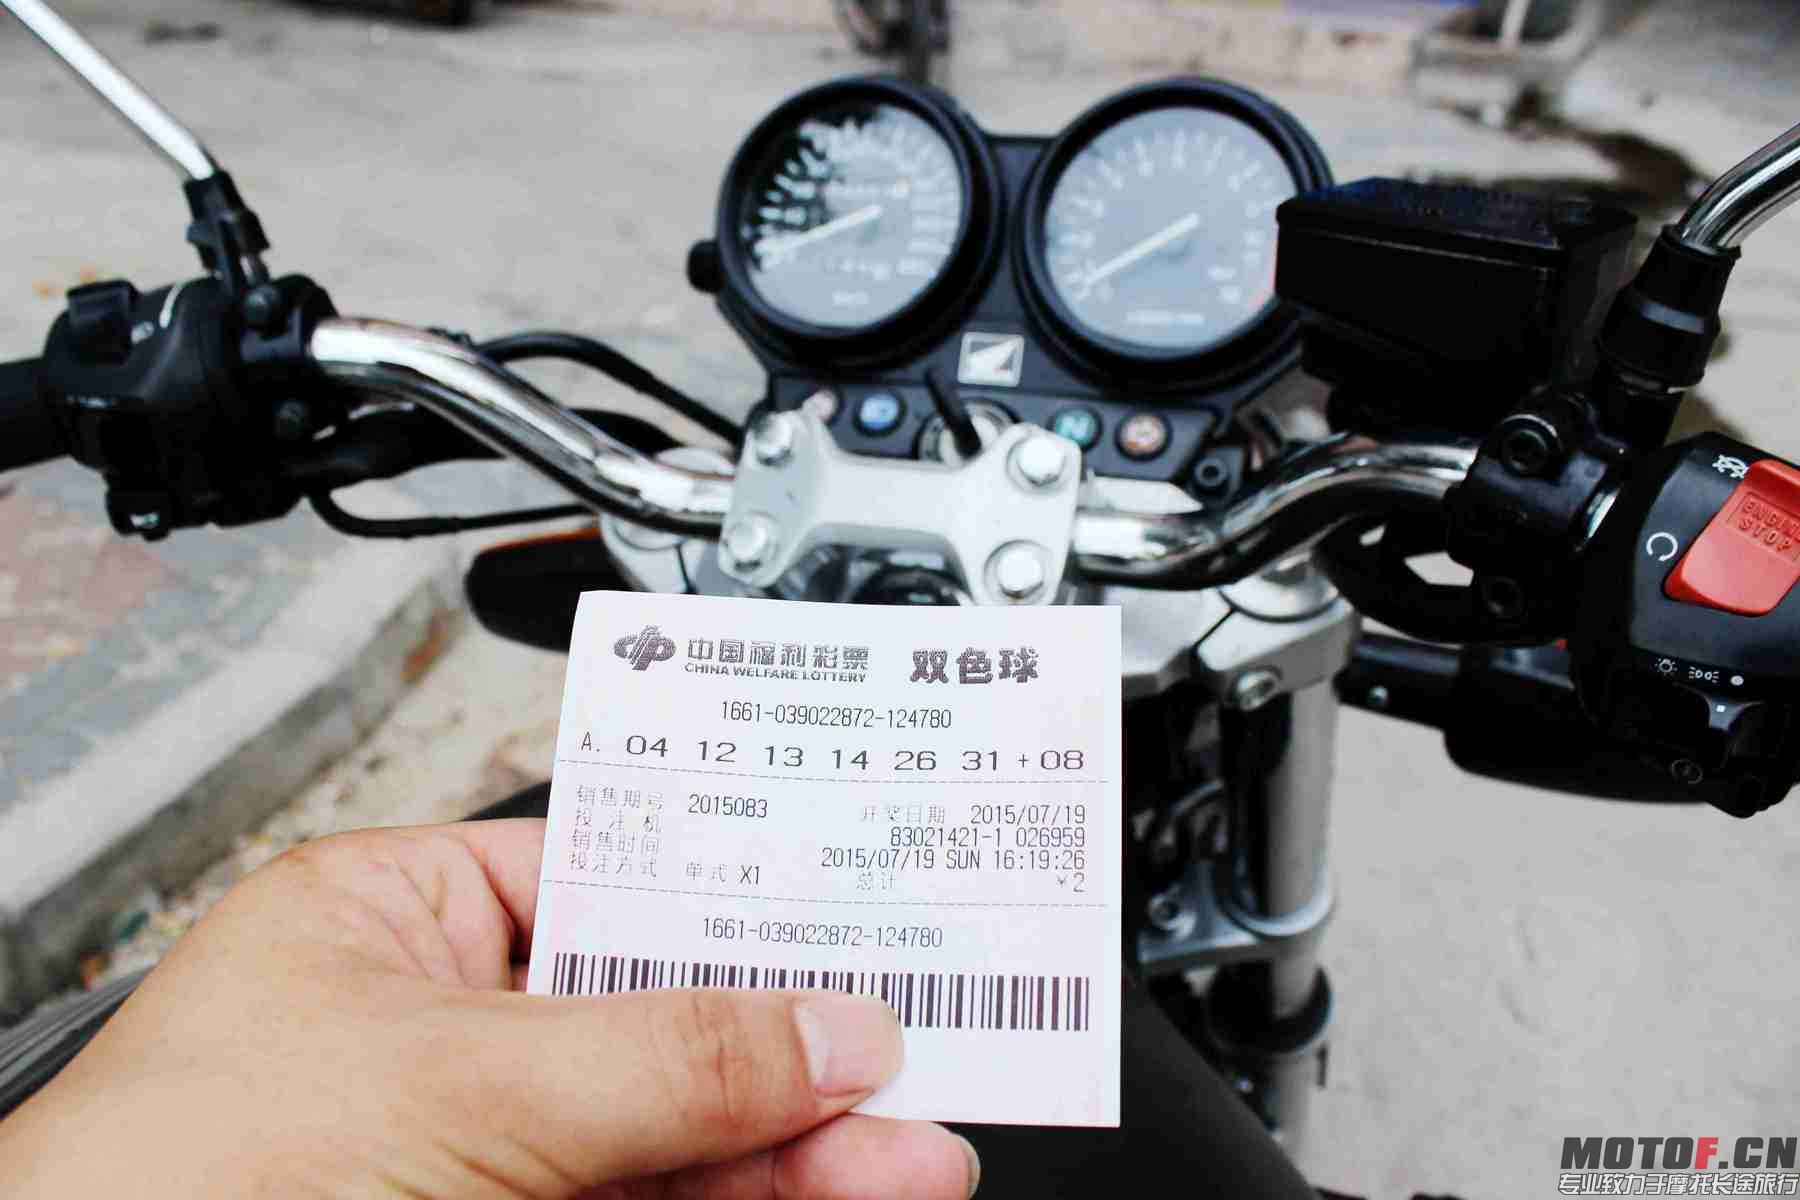 中国福利彩票 双色球
CHINA WELFARE LOTTERY
1661-039022872-124780
A. 04 12 13 14 26 31 + 08
销售期号 2015083 开奖日期 2015/07/19
投注机 83021421-1 026959
销售时间 2015/07/19 SUN 16:19:26
投注方式 单式 X1 总计 ¥2
1661-039022872-124780
ENGINE
STOP
MOTOF.CN
专业致力于摩托长途旅行